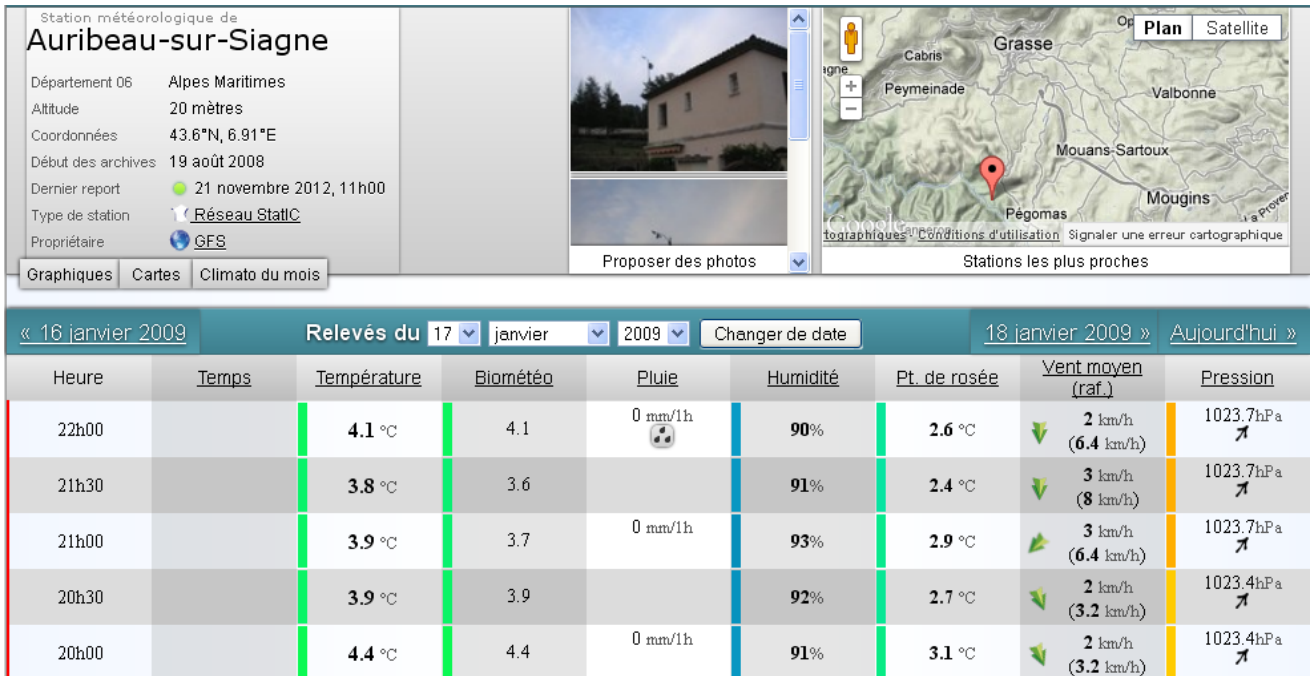 Station météorologique de
Auribeau-sur-Siagne
Département 06 Alpes Maritimes
Altitude 20 mètres
Coordonnées 43.6°N, 6.91°E
Début des archives 19 août 2008
Dernier report 21 novembre 2012, 11h00
Type de station Réseau StatIC
Propriétaire GFS
Graphiques Cartes Climato du mois
Proposer des photos
Plan Satellite
Grasse
Cabris
Peymeinade
Valbonne
Mouans-Sartoux
Mougins
Pégomas
Google
Conditions d'utilisation Signaler une erreur cartographique
Stations les plus proches
« 16 janvier 2009 Relevés du 17 janvier 2009 Changer de date 18 janvier 2009 » Aujourd'hui »
Heure Temps Température Biométéo Pluie Humidité Pt. de rosée Vent moyen (raf.) Pression
22h00 4.1 °C 4.1 0 mm/1h 90% 2.6 °C 2 km/h (6.4 km/h) 1023.7hPa
21h30 3.8 °C 3.6 91% 2.4 °C 3 km/h (8 km/h) 1023.7hPa
21h00 3.9 °C 3.7 0 mm/1h 93% 2.9 °C 3 km/h (6.4 km/h) 1023.7hPa
20h30 3.9 °C 3.9 92% 2.7 °C 2 km/h (3.2 km/h) 1023.4hPa
20h00 4.4 °C 4.4 0 mm/1h 91% 3.1 °C 2 km/h (3.2 km/h) 1023.4hPa